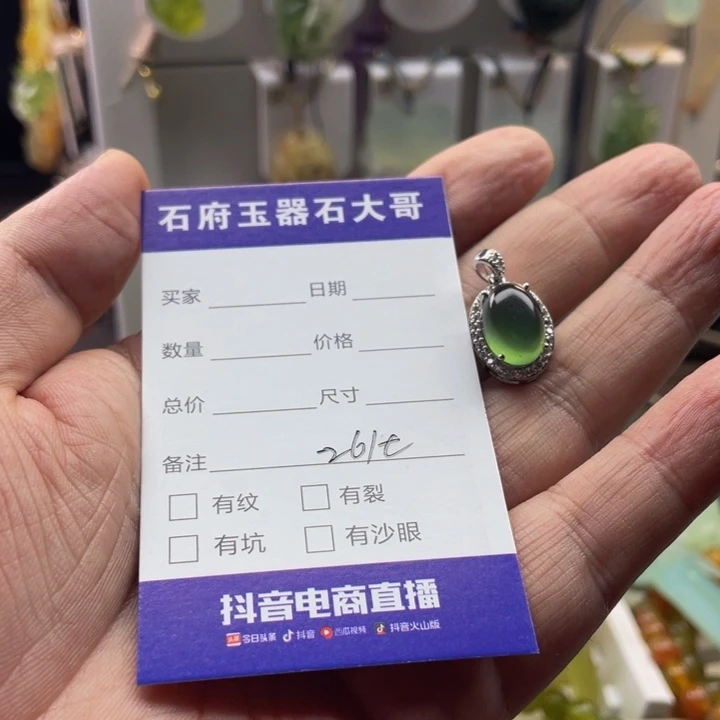 石府玉器石大哥
买家 日期
数量 价格
总价 尺寸
备注
有纹 有裂
有坑 有沙眼
抖音电商直播
头条 今日头条 抖音 西瓜视频 抖音火山版